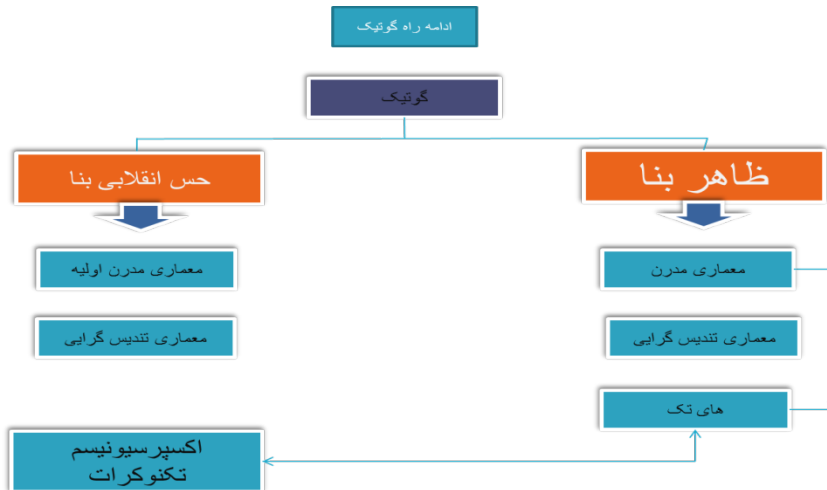 ادامه راه گوتیک
گوتیک
ظاهر بنا
حس انقلابی بنا
معماری مدرن
معماری مدرن اولیه
معماری تندیس گرایی
معماری تندیس گرایی
های تک
اکسپرسیونیسم
تکنوکرات